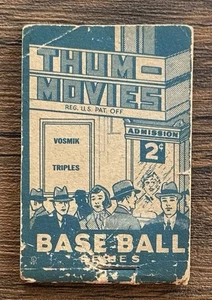 THUM-
MOVIES
REG. U.S. PAT. OFF
ADMISSION
2¢
VOSMIK
TRIPLES
BASE BALL
SERIES